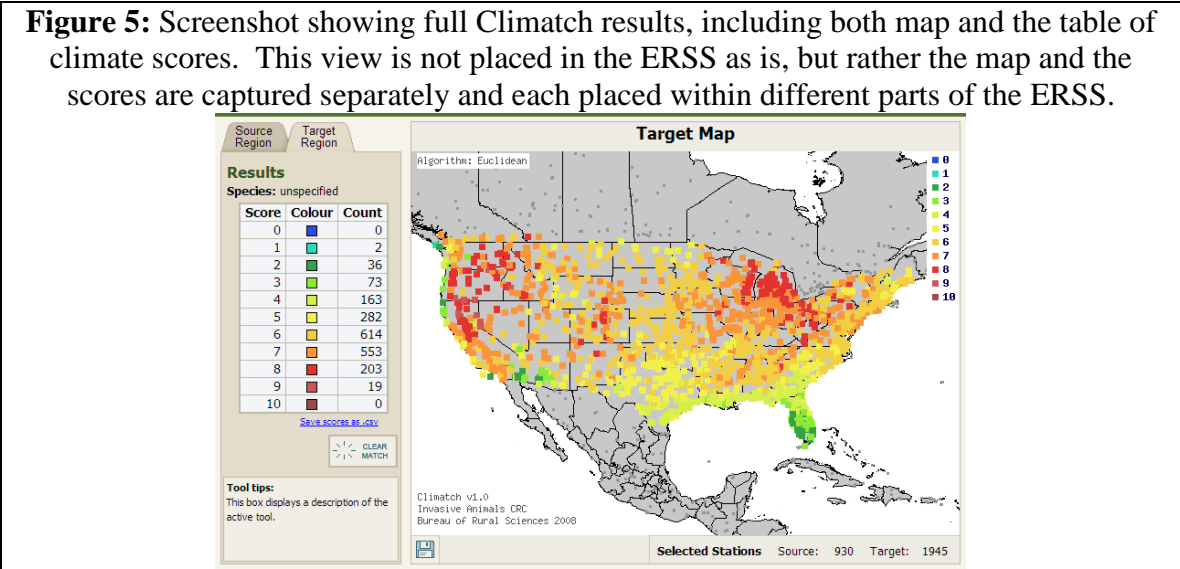 Figure 5: Screenshot showing full Climatch results, including both map and the table of
climate scores. This view is not placed in the ERSS as is, but rather the map and the
scores are captured separately and each placed within different parts of the ERSS.
Source Region
Target Region
Results
Species: unspecified
Score Colour Count
0 0
1 2
2 36
3 73
4 163
5 282
6 614
7 553
8 203
9 19
10 0
Save scores as .csv
CLEAR
MATCH
Tool tips:
This box displays a description of the
active tool.
Target Map
Algorithm: Euclidean
0
1
2
3
4
5
6
7
8
9
10
Climatch v1.0
Invasive Animals CRC
Bureau of Rural Sciences 2008
Selected Stations Source: 930 Target: 1945